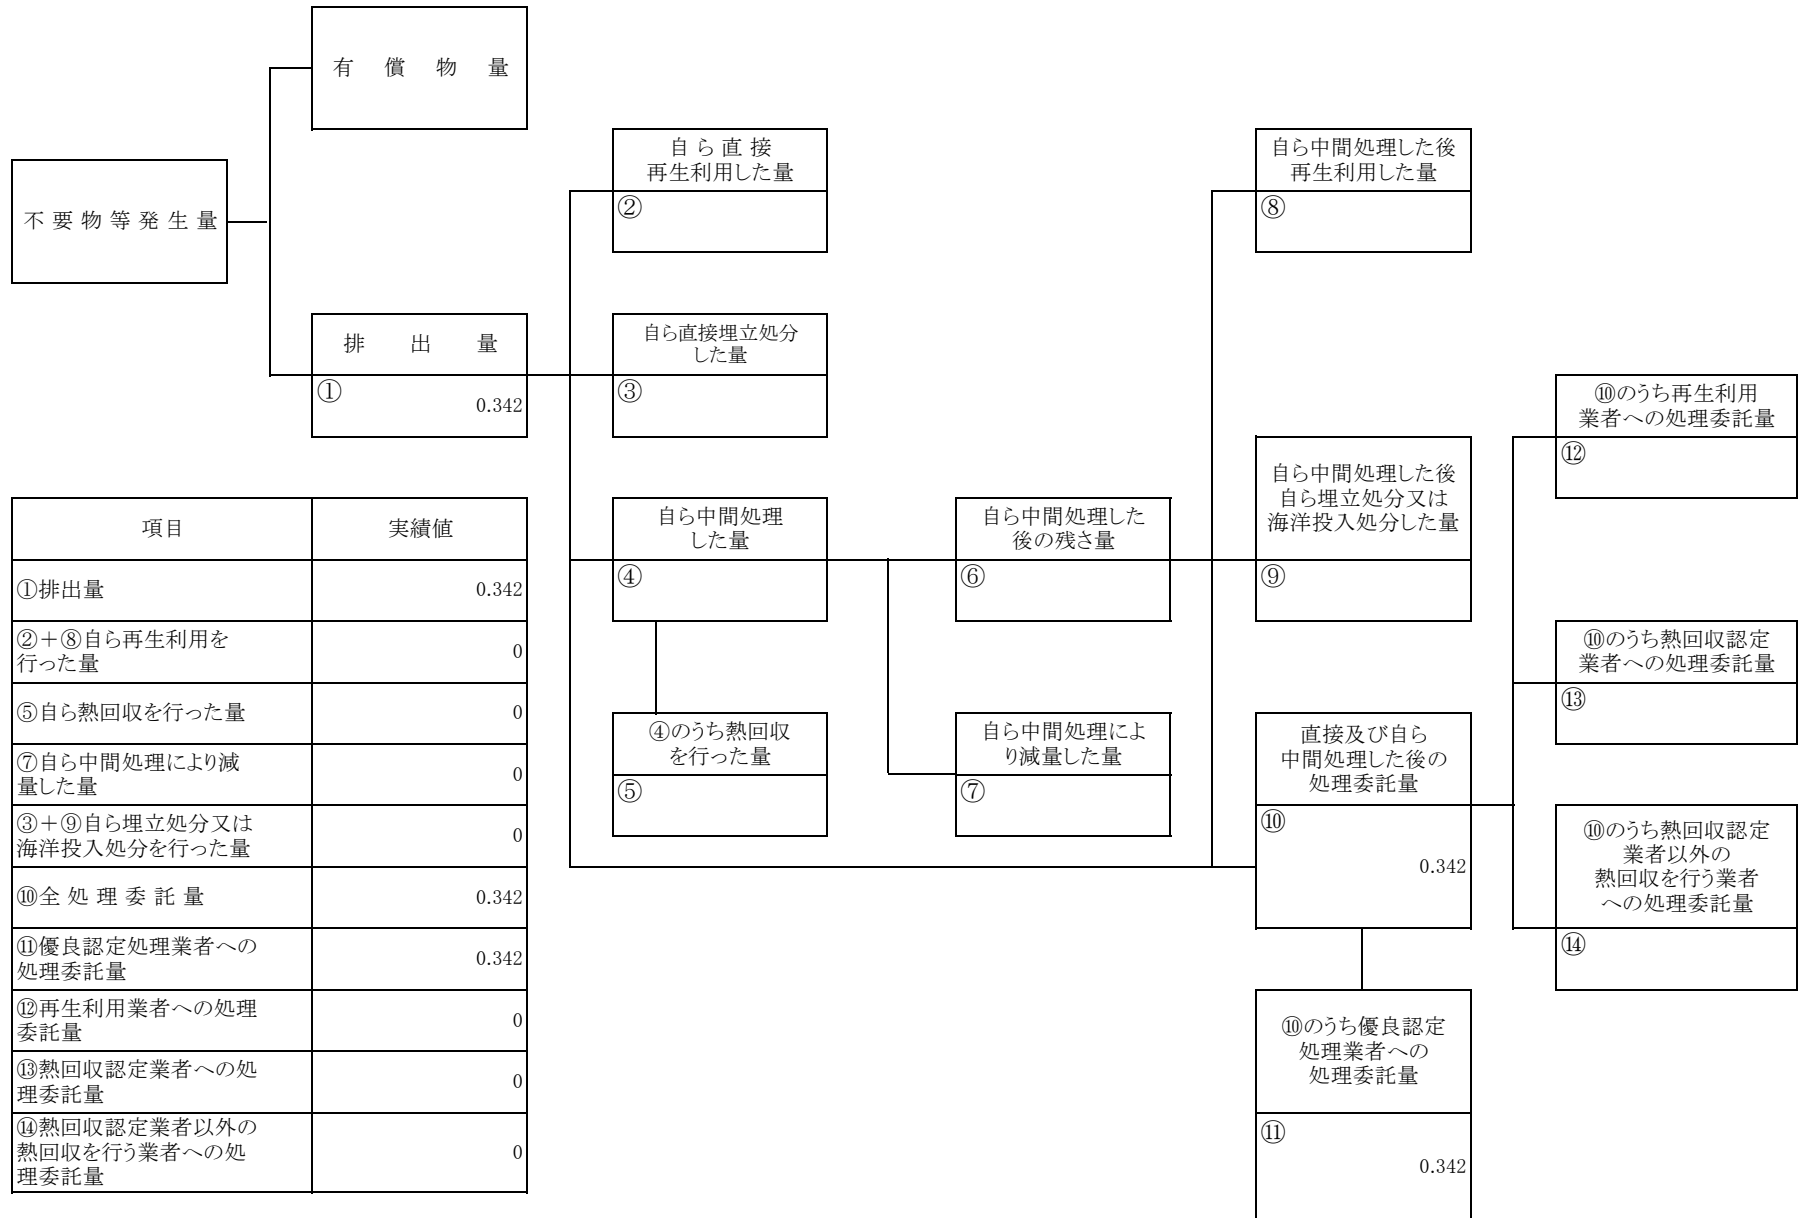 有償物量
不要物等発生量
自ら直接
再生利用した量
②
自ら中間処理した後
再生利用した量
⑧
排出量
①
0.342
自ら直接埋立処分
した量
③
⑩のうち再生利用
業者への処理委託量
⑫
自ら中間処理
した量
④
自ら中間処理した
後の残さ量
⑥
自ら中間処理した後
自ら埋立処分又は
海洋投入処分した量
⑨
⑩のうち熱回収認定
業者への処理委託量
⑬
④のうち熱回収
を行った量
⑤
自ら中間処理によ
り減量した量
⑦
直接及び自ら
中間処理した後の
処理委託量
⑩
0.342
⑩のうち熱回収認定
業者以外の
熱回収を行う業者
への処理委託量
⑭
⑩のうち優良認定
処理業者への
処理委託量
⑪
0.342
項目 実績値
①排出量 0.342
②+⑧自ら再生利用を
行った量 0
⑤自ら熱回収を行った量 0
⑦自ら中間処理により減
量した量 0
③+⑨自ら埋立処分又は
海洋投入処分を行った量 0
⑩全処理委託量 0.342
⑪優良認定処理業者への
処理委託量 0.342
⑫再生利用業者への処理
委託量 0
⑬熱回収認定業者への処
理委託量 0
⑭熱回収認定業者以外の
熱回収を行う業者への処
理委託量 0